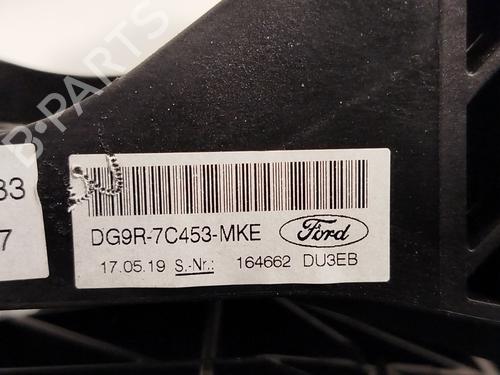 B-PARTS
33
7
DG9R-7C453-MKE
Ford
17.05.19 S.-Nr.: 164662 DU3EB